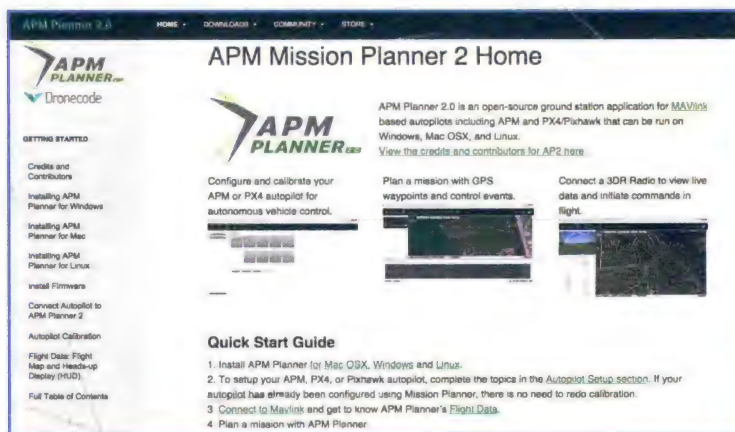 APM Planner 2.0
HOME
DOWNLOADS
COMMUNITY
STORE
APM
PLANNER
Dronecode
GETTING STARTED
Credits and
Contributors
Installing APM
Planner for Windows
Installing APM
Planner for Mac
Installing APM
Planner for Linux
Install Firmware
Connect Autopilot to
APM Planner 2
Autopilot Calibration
Flight Data: Flight
Map and Heads-up
Display (HUD)
Full Table of Contents
APM Mission Planner 2 Home
APM
PLANNER
APM Planner 2.0 is an open-source ground station application for MAVlink
based autopilots including APM and PX4/Pixhawk that can be run on
Windows, Mac OSX, and Linux.
View the credits and contributors for AP2 here
Configure and calibrate your
APM or PX4 autopilot for
autonomous vehicle control.
Plan a mission with GPS
waypoints and control events.
Connect a 3DR Radio to view live
data and initiate commands in
flight.
Quick Start Guide
1. Install APM Planner for Mac OSX, Windows and Linux.
2. To setup your APM, PX4, or Pixhawk autopilot, complete the topics in the Autopilot Setup section. If your
autopilot has already been configured using Mission Planner, there is no need to redo calibration.
3 Connect to Mavlink and get to know APM Planner's Flight Data.
4 Plan a mission with APM Planner